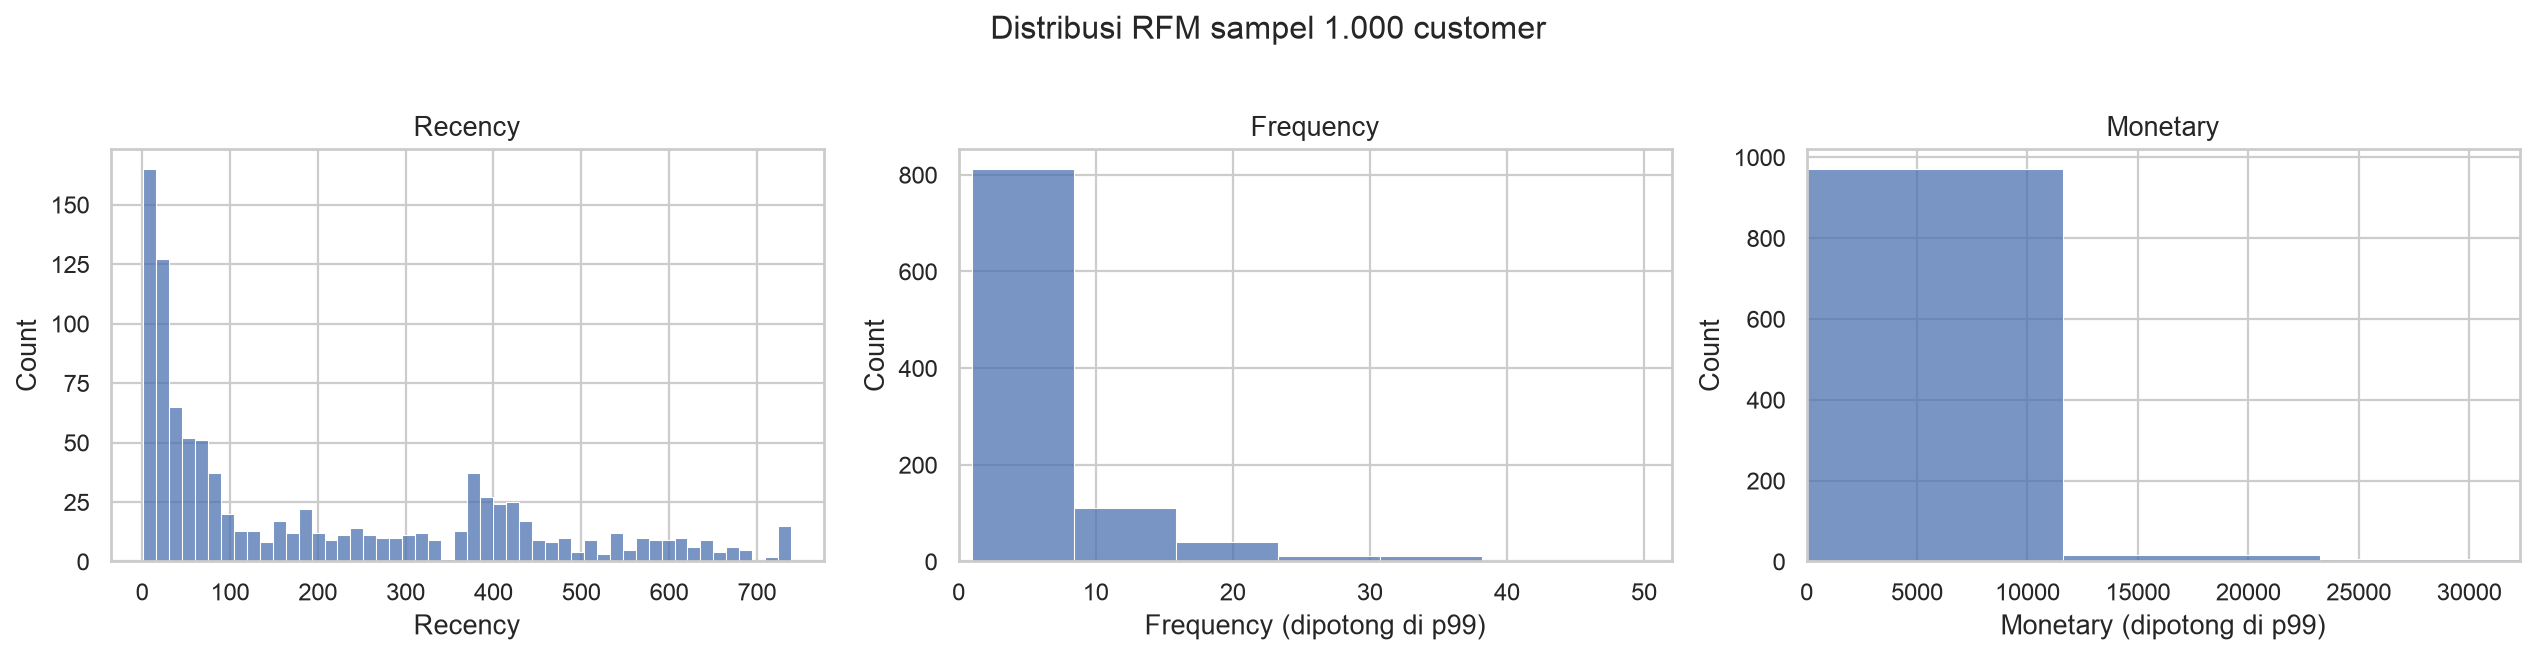 Distribusi RFM sampel 1.000 customer
Recency
Count
150
125
100
75
50
25
0
0 100 200 300 400 500 600 700
Recency
Frequency
Count
800
600
400
200
0
0 10 20 30 40 50
Frequency (dipotong di p99)
Monetary
Count
1000
800
600
400
200
0
0 5000 10000 15000 20000 25000 30000
Monetary (dipotong di p99)